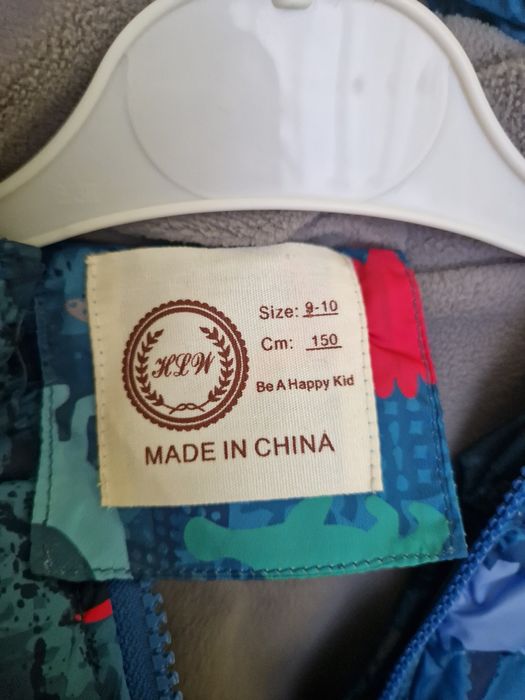 HLW
Size: 9-10
Cm: 150
Be A Happy Kid
MADE IN CHINA